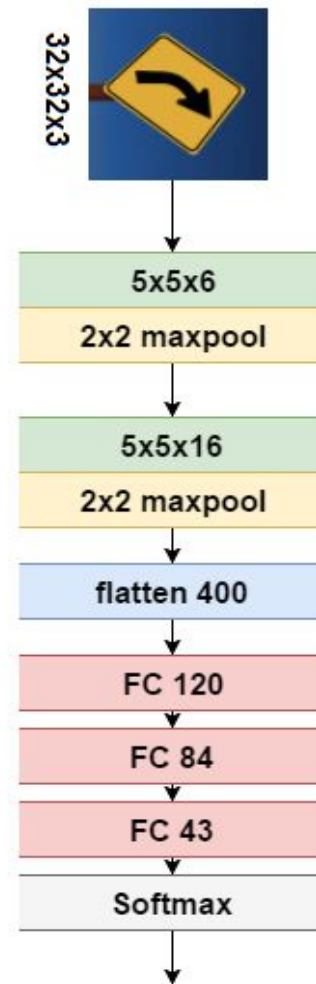 32x32x3
5x5x6
2x2 maxpool
5x5x16
2x2 maxpool
flatten 400
FC 120
FC 84
FC 43
Softmax